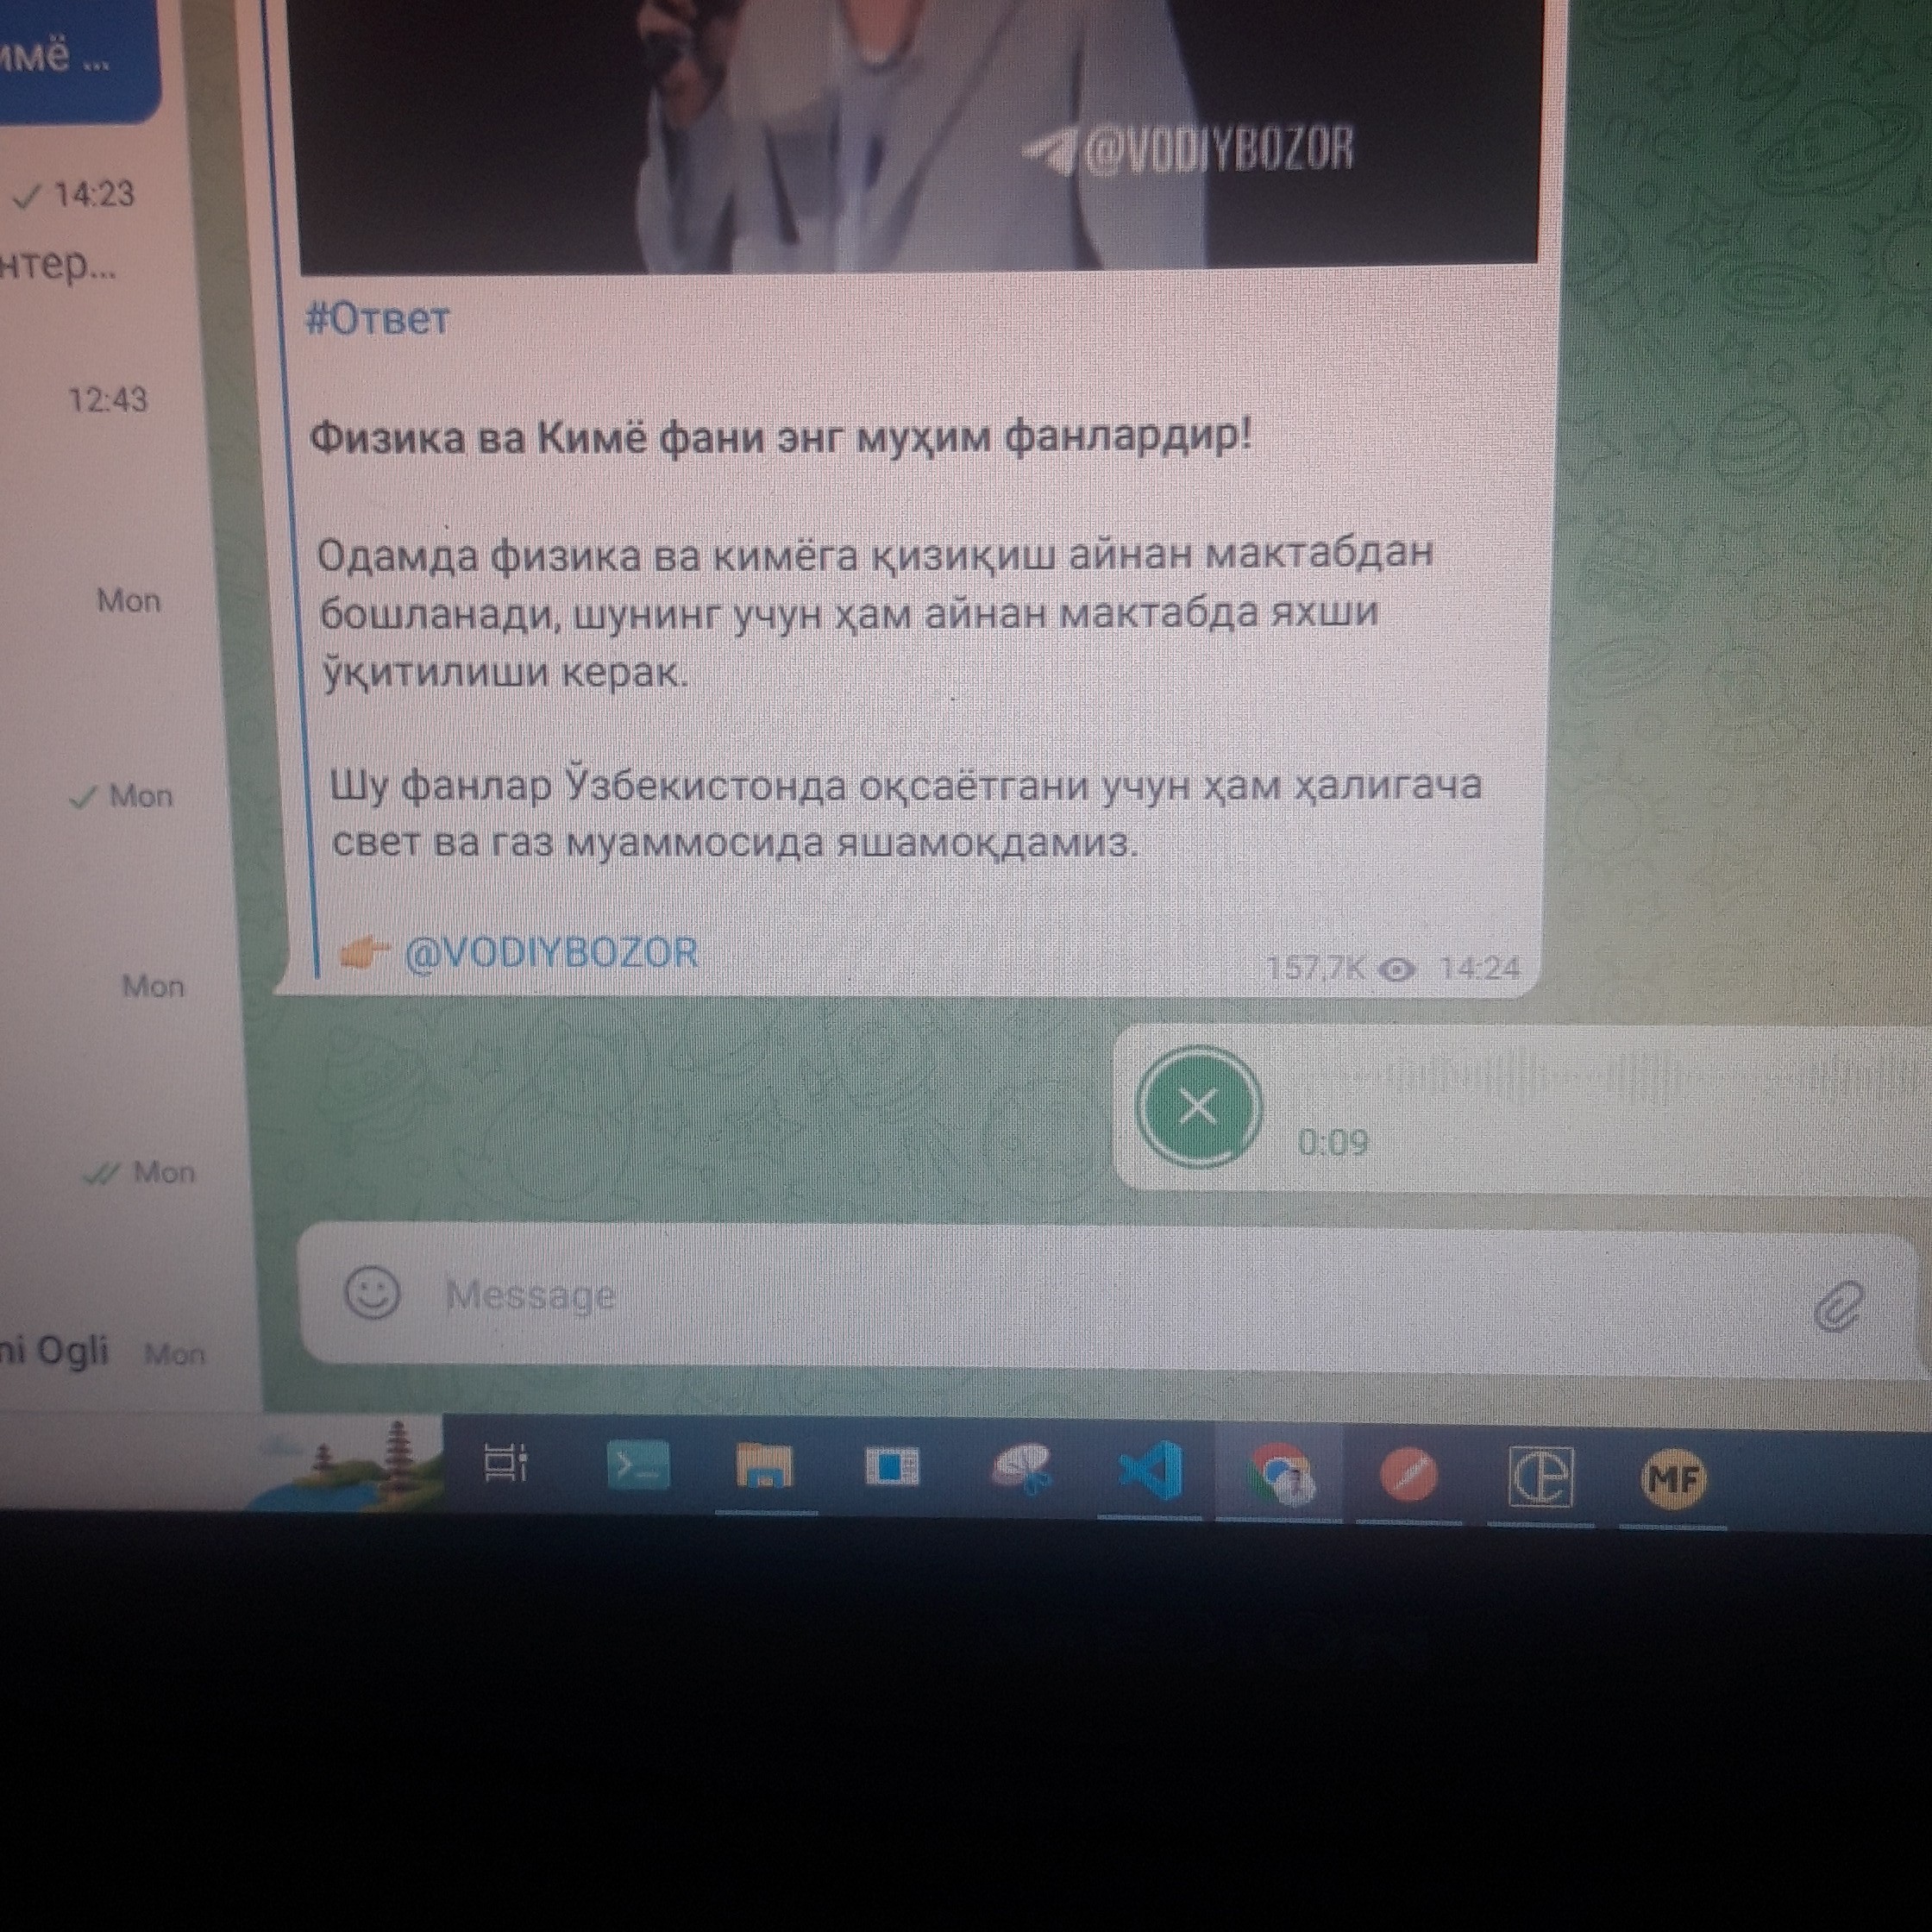 имё ...
14:23
нтер...
12:43
Mon
Mon
Mon
Mon
ni Ogli Mon
@VODIYBOZOR
#Ответ
Физика ва Кимё фани энг муҳим фанлардир!
Одамда физика ва кимёга қизиқиш айнан мактабдан
бошланади, шунинг учун ҳам айнан мактабда яхши
ўқитилиши керак.
Шу фанлар Ўзбекистонда оқсаётгани учун ҳам ҳалигача
свет ва газ муаммосида яшамоқдамиз.
👉 @VODIYBOZOR
157,7K 14:24
0:09
Message
MF